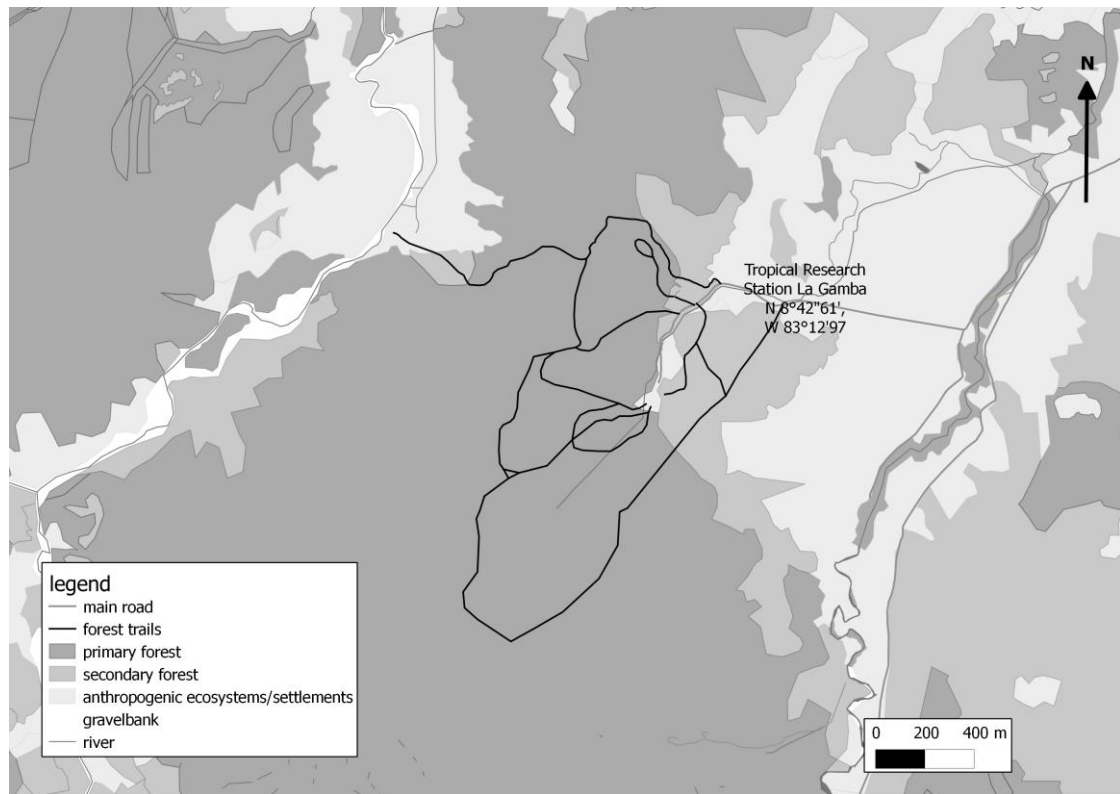 N
Tropical Research
Station La Gamba
N 8°42"61',
W 83°12'97
legend
main road
forest trails
primary forest
secondary forest
anthropogenic ecosystems/settlements
gravelbank
river
0 200 400 m